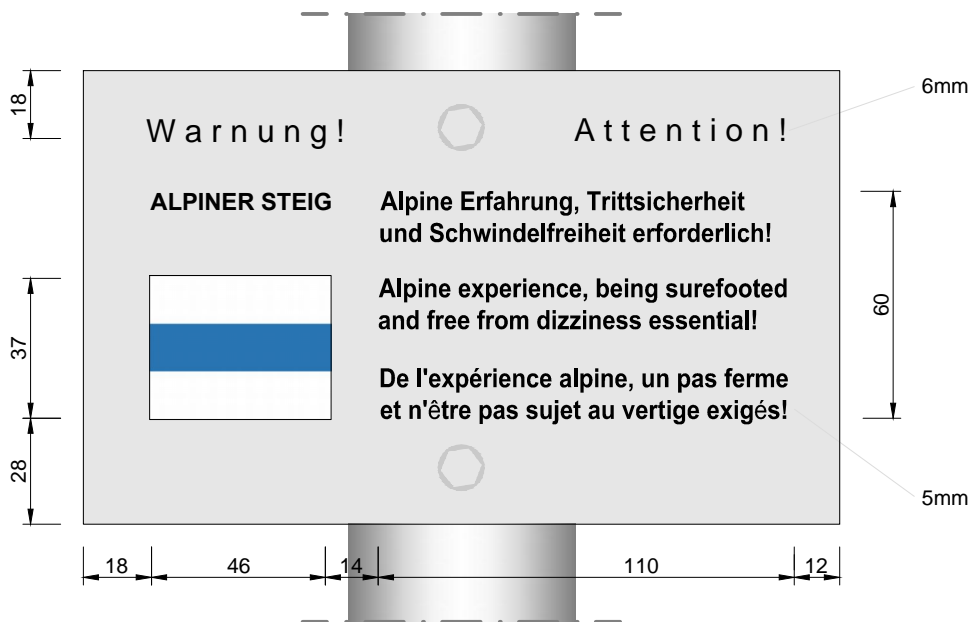 6mm
18
Warnung!
Attention!
ALPINER STEIG
Alpine Erfahrung, Trittsicherheit
und Schwindelfreiheit erforderlich!
Alpine experience, being surefooted
and free from dizziness essential!
De l'expérience alpine, un pas ferme
et n'être pas sujet au vertige exigés!
60
37
28
5mm
18
46
14
110
12